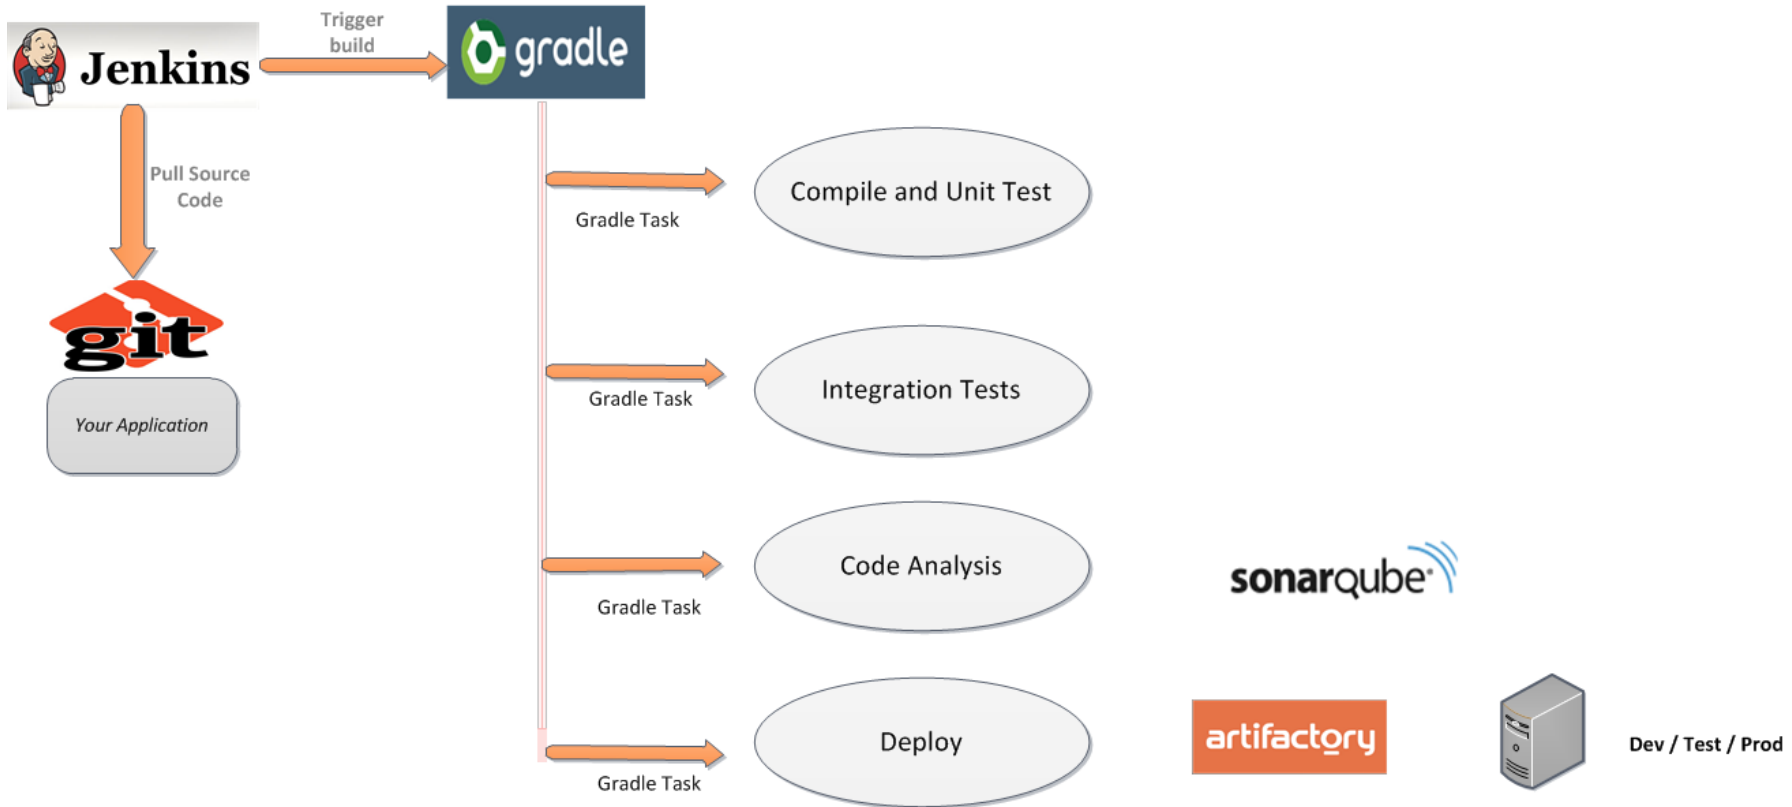 Jenkins
Trigger
build
gradle
Pull Source
Code
git
Your Application
Compile and Unit Test
Gradle Task
Integration Tests
Gradle Task
Code Analysis
Gradle Task
sonarqube
Deploy
Gradle Task
artifactory
Dev / Test / Prod